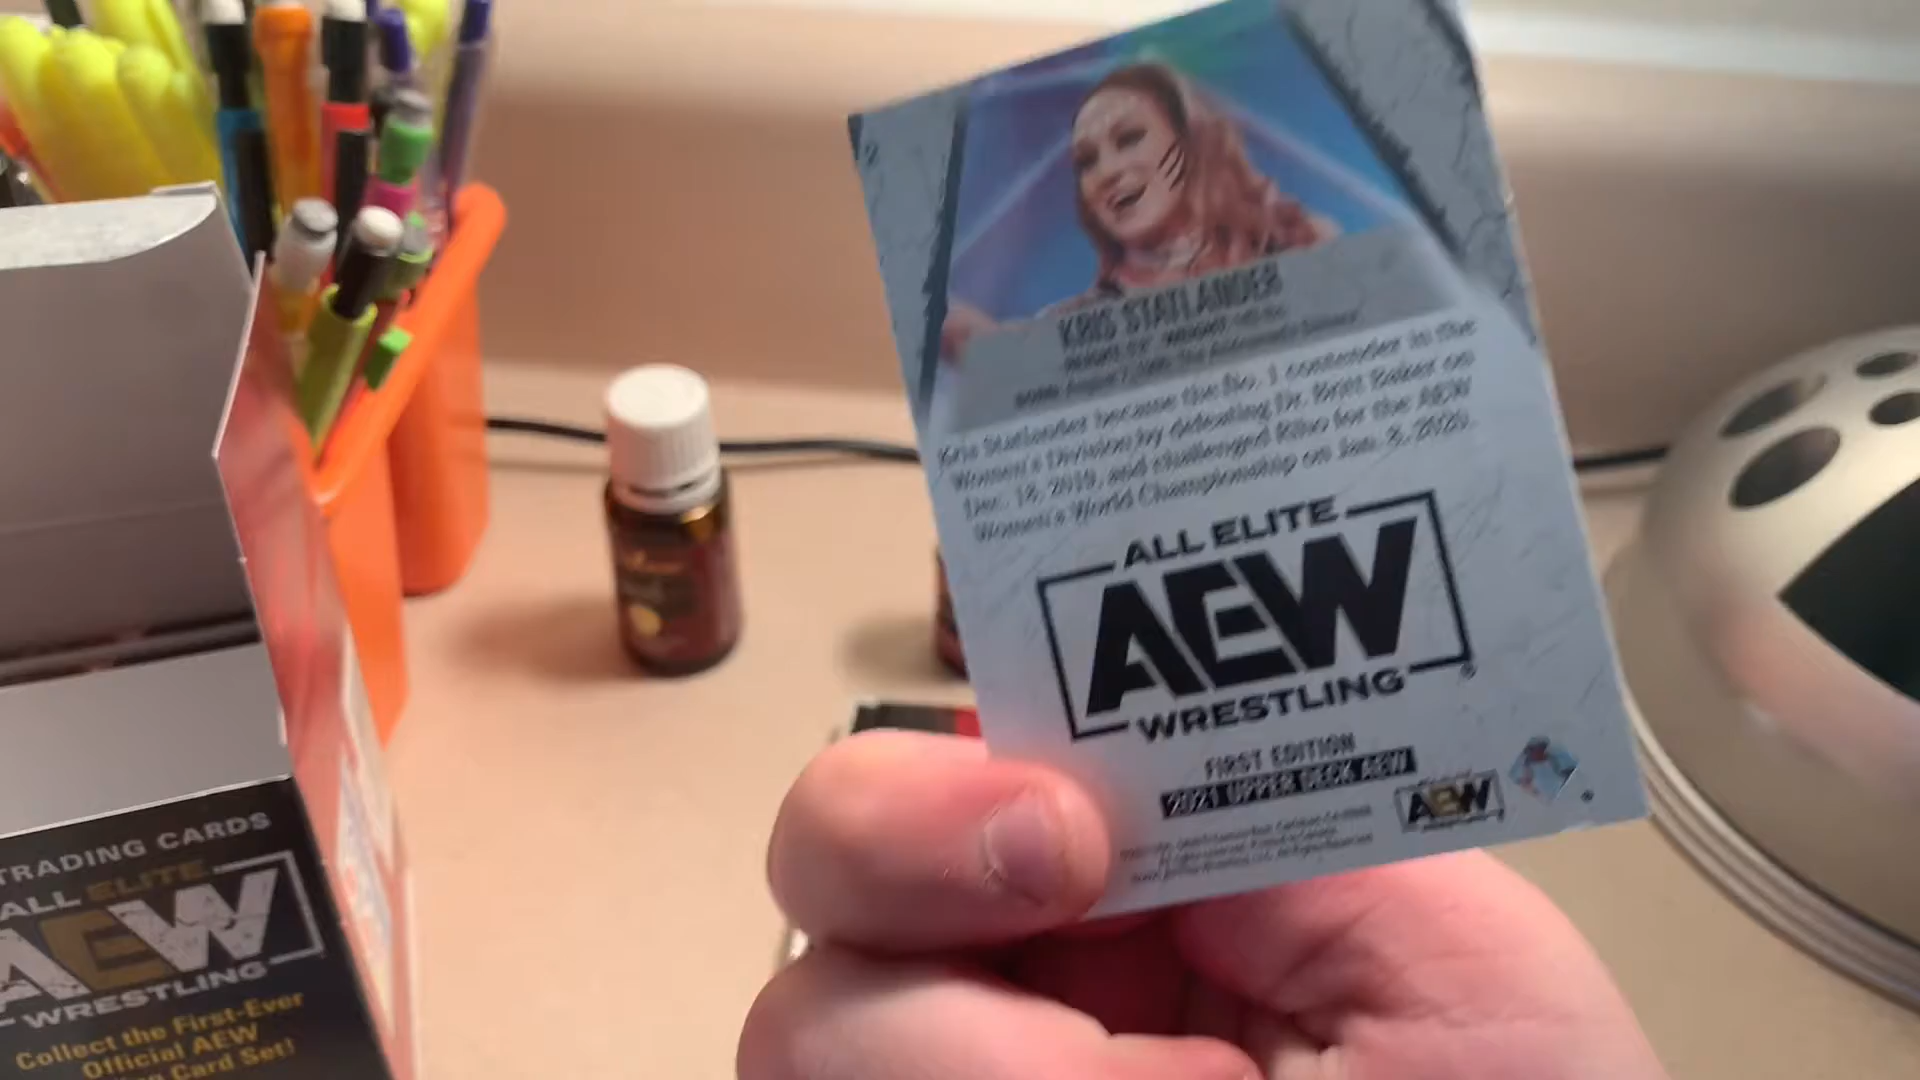 2
KRIS STATLANDER
Kris Statlander became the No. 1 contender in the
Women's Division by defeating Dr. Britt Baker on
Dec. 18, 2019, and challenged Riho for the AEW
Women's World Championship on Jan. 8, 2020.
ALL ELITE
AEW
WRESTLING
FIRST EDITION
2021 UPPER DECK AEW
AEW
TRADING CARDS
ALL ELITE
AEW
WRESTLING
Collect the First-Ever
Official AEW
Card Set!